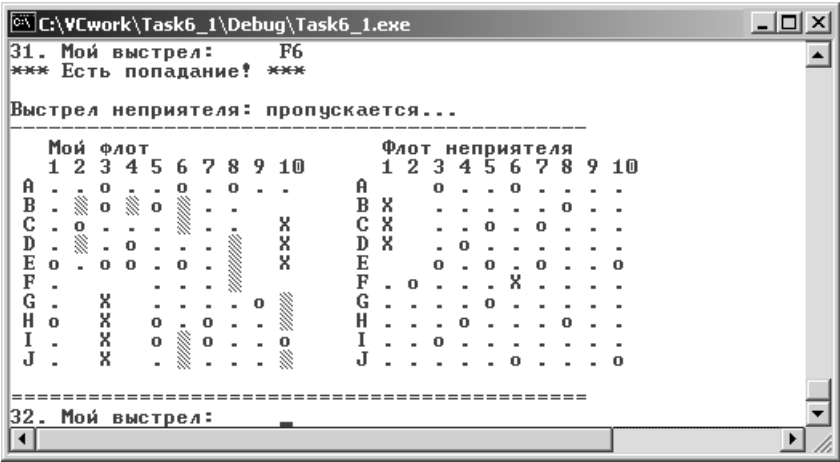 C:\VCwork\Task6_1\Debug\Task6_1.exe
31. Мой выстрел:      F6
*** Есть попадание! ***
Выстрел неприятеля: пропускается...
---------------------------------------------
   Мой флот                  Флот неприятеля
   1 2 3 4 5 6 7 8 9 10      1 2 3 4 5 6 7 8 9 10
A  . . o . . o . o . .    A      o . . o . . . .
B  . ▒ o ▒ o ▒ . .        B  X   . . . . . o . .
C  . o . . . ▒ . .   X    C  X   . . o . o . . .
D  . ▒ . o . . . ▒   X    D  X   . o . . . . . .
E  o . o o . o . ▒   X    E      o . o . o . . o
F  .       . . . ▒        F  . o . . . X . . . .
G  .   X   . . . . o ▒    G  . . . . o . . . . .
H  o   X   o . o . . ▒    H  . . . o . . . o . .
I  .   X   o ▒ o . . o    I  . . o . . . . . . .
J  .   X   . ▒ . . . ▒    J  . . . . . o . . . o
=============================================
32. Мой выстрел:      _